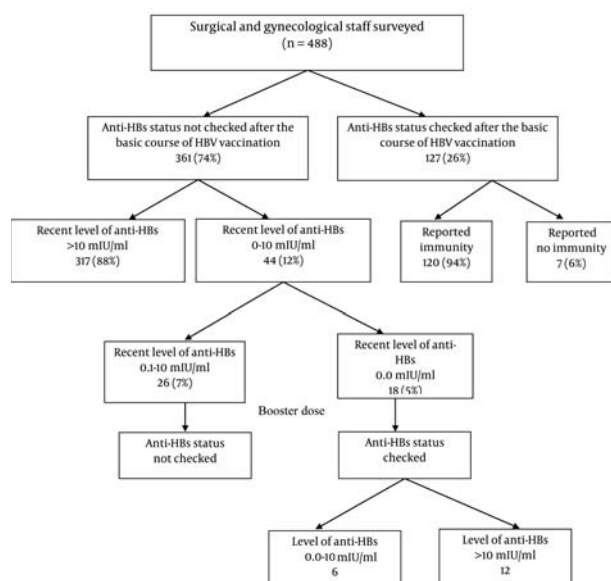 Surgical and gynecological staff surveyed
(n = 488)
Anti-HBs status not checked after the
basic course of HBV vaccination
361 (74%)
Anti-HBs status checked after the basic
course of HBV vaccination
127 (26%)
Recent level of anti-HBs
>10 mIU/ml
317 (88%)
Recent level of anti-HBs
0-10 mIU/ml
44 (12%)
Reported
immunity
120 (94%)
Reported
no immunity
7 (6%)
Recent level of anti-HBs
0.1-10 mIU/ml
26 (7%)
Recent level of anti-
HBs
0.0 mIU/ml
18 (5%)
Booster dose
Anti-HBs status
not checked
Anti-HBs status
checked
Level of anti-HBs
0.0-10 mIU/ml
6
Level of anti-HBs
>10 mIU/ml
12